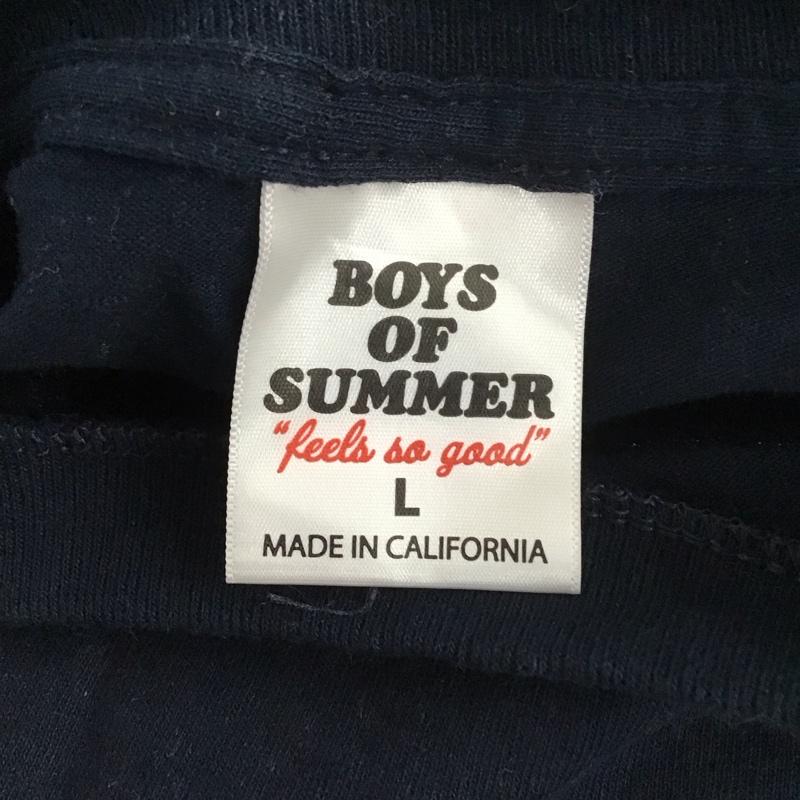 BOYS
OF
SUMMER
"feels so good"
L
MADE IN CALIFORNIA